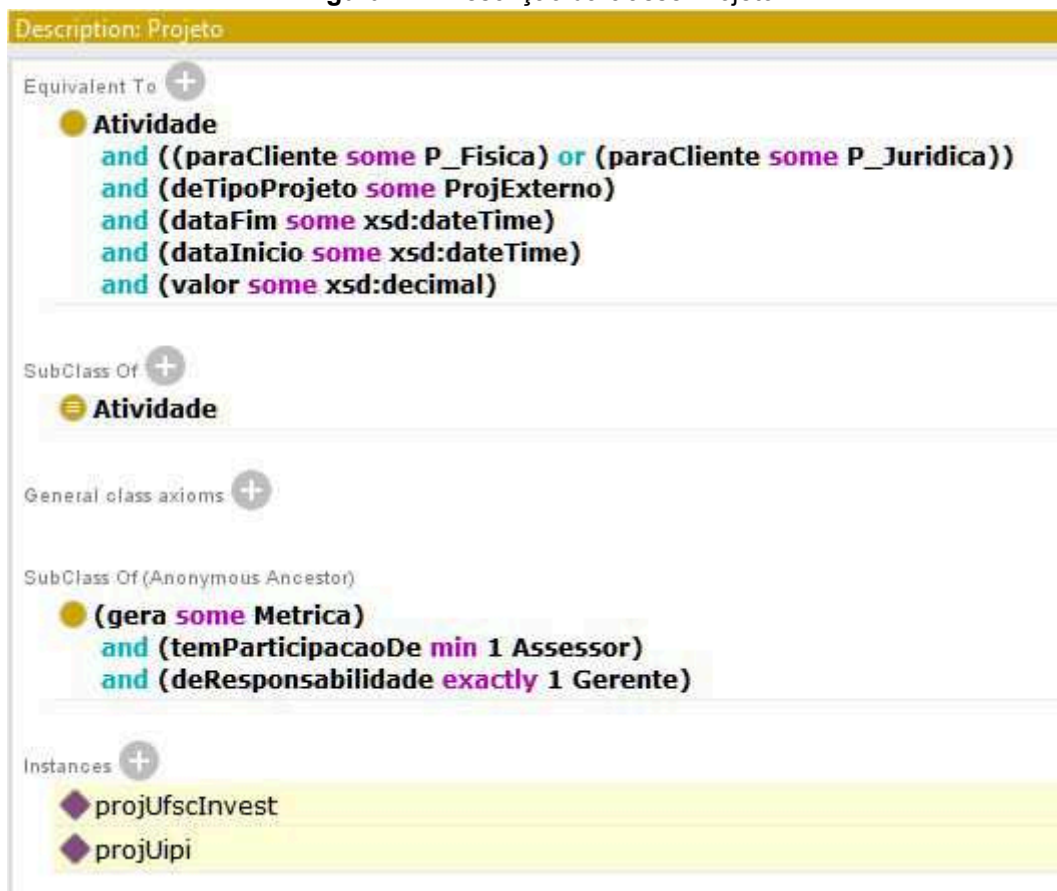 Description: Projeto
Equivalent To
Atividade
and ((paraCliente some P_Fisica) or (paraCliente some P_Juridica))
and (deTipoProjeto some ProjExterno)
and (dataFim some xsd:dateTime)
and (dataInicio some xsd:dateTime)
and (valor some xsd:decimal)
SubClass Of
Atividade
General class axioms
SubClass Of (Anonymous Ancestor)
(gera some Metrica)
and (temParticipacaoDe min 1 Assessor)
and (deResponsabilidade exactly 1 Gerente)
Instances
projUfscInvest
projUipi